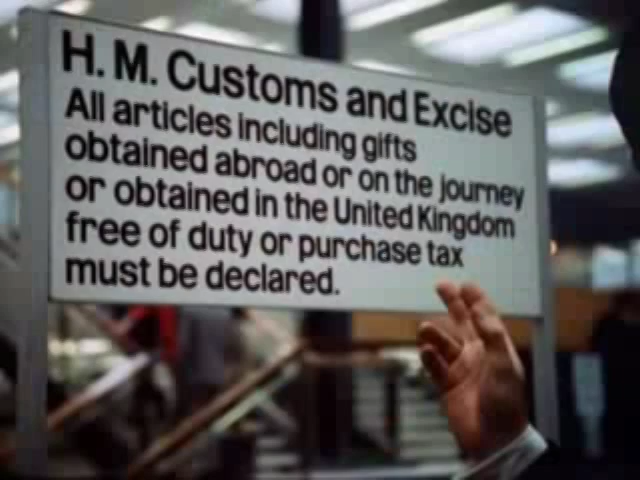 H. M. Customs and Excise
All articles including gifts
obtained abroad or on the journey
or obtained in the United Kingdom
free of duty or purchase tax
must be declared.